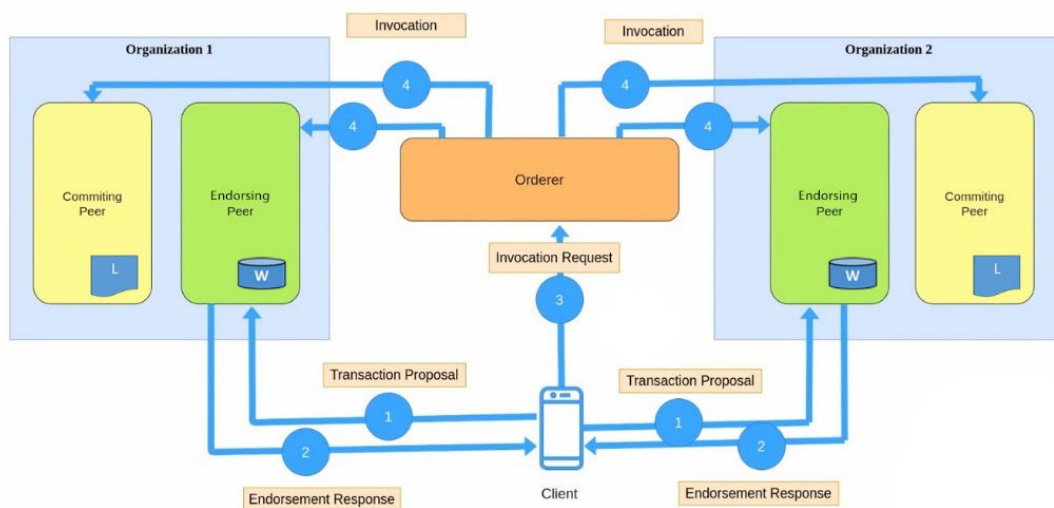 Invocation
Invocation
Organization 1
Organization 2
4
4
4
4
Orderer
Commiting
Peer
Endorsing
Peer
Endorsing
Peer
Commiting
Peer
L
W
W
L
Invocation Request
3
Transaction Proposal
Transaction Proposal
1
1
2
2
Client
Endorsement Response
Endorsement Response